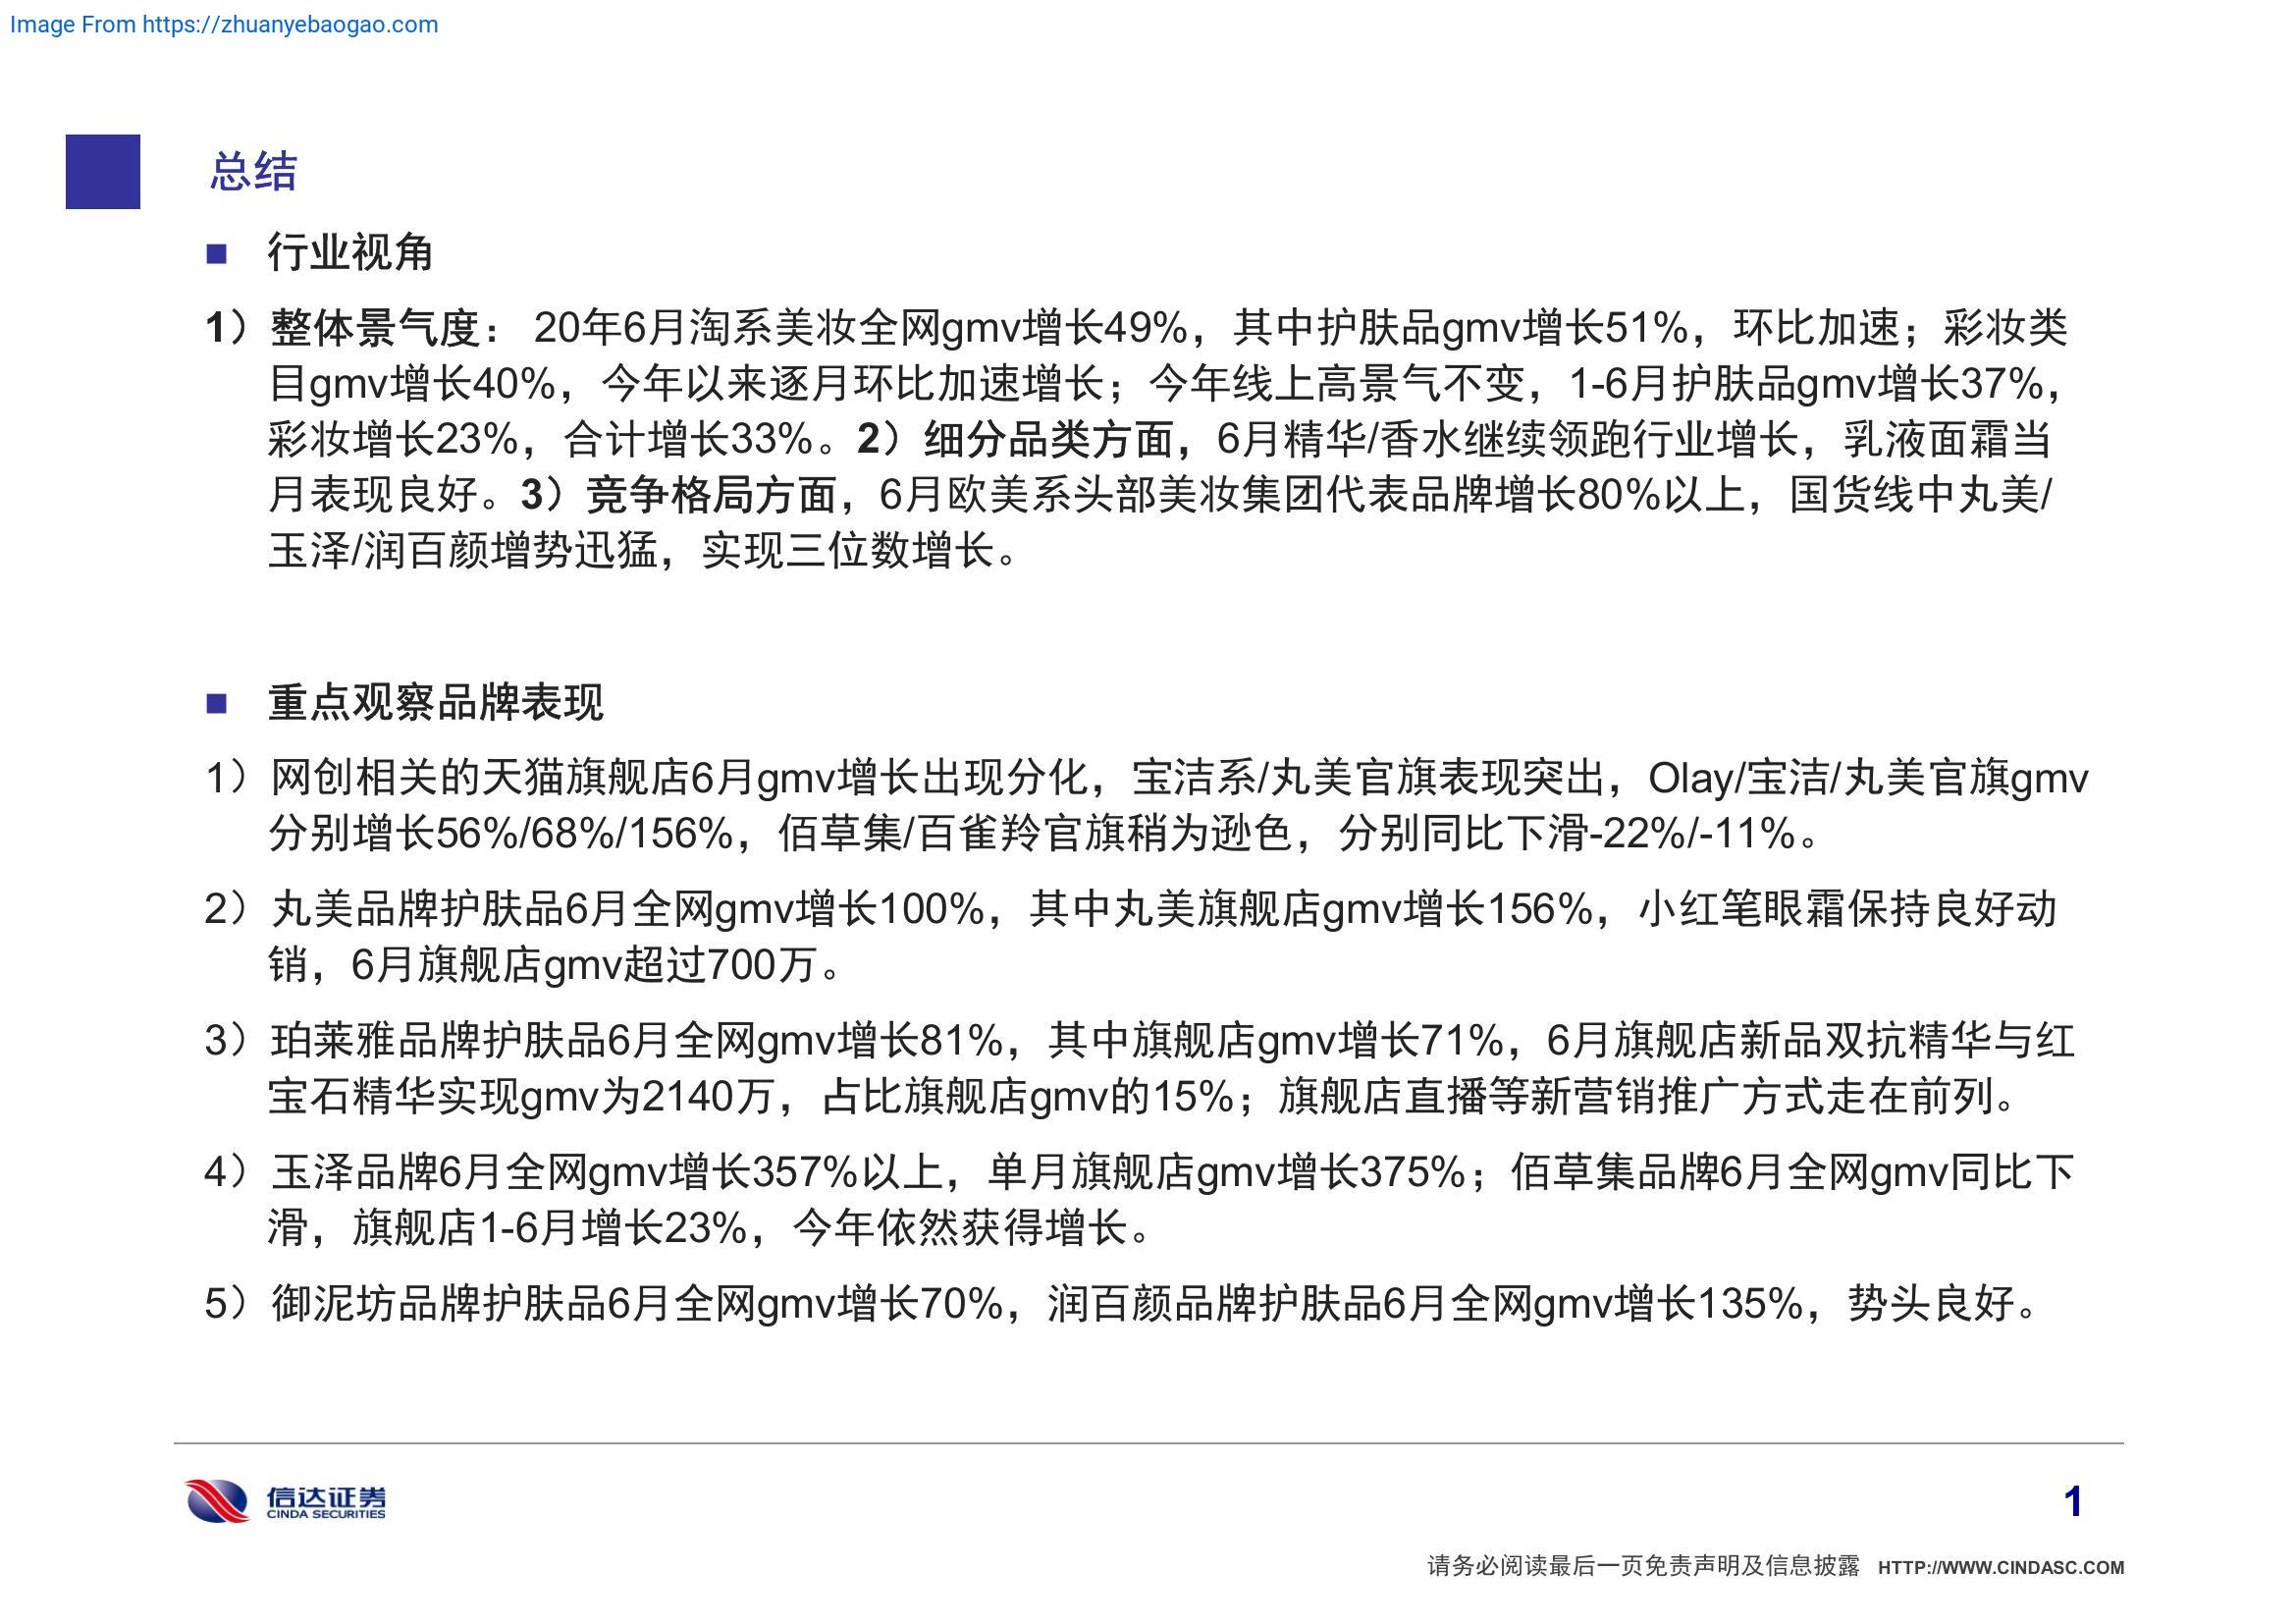 Image From https://zhuanyebaogao.com
总结
■ 行业视角
1）整体景气度： 20年6月淘系美妆全网gmv增长49%，其中护肤品gmv增长51%，环比加速；彩妆类
目gmv增长40%，今年以来逐月环比加速增长；今年线上高景气不变，1-6月护肤品gmv增长37%，
彩妆增长23%，合计增长33%。2）细分品类方面，6月精华/香水继续领跑行业增长，乳液面霜当
月表现良好。3）竞争格局方面，6月欧美系头部美妆集团代表品牌增长80%以上，国货线中丸美/
玉泽/润百颜增势迅猛，实现三位数增长。
■ 重点观察品牌表现
1）网创相关的天猫旗舰店6月gmv增长出现分化，宝洁系/丸美官旗表现突出，Olay/宝洁/丸美官旗gmv
分别增长56%/68%/156%，佰草集/百雀羚官旗稍为逊色，分别同比下滑-22%/-11%。
2）丸美品牌护肤品6月全网gmv增长100%，其中丸美旗舰店gmv增长156%，小红笔眼霜保持良好动
销，6月旗舰店gmv超过700万。
3）珀莱雅品牌护肤品6月全网gmv增长81%，其中旗舰店gmv增长71%，6月旗舰店新品双抗精华与红
宝石精华实现gmv为2140万，占比旗舰店gmv的15%；旗舰店直播等新营销推广方式走在前列。
4）玉泽品牌6月全网gmv增长357%以上，单月旗舰店gmv增长375%；佰草集品牌6月全网gmv同比下
滑，旗舰店1-6月增长23%，今年依然获得增长。
5）御泥坊品牌护肤品6月全网gmv增长70%，润百颜品牌护肤品6月全网gmv增长135%，势头良好。
信达证券
CINDA SECURITIES
1
请务必阅读最后一页免责声明及信息披露 HTTP://WWW.CINDASC.COM